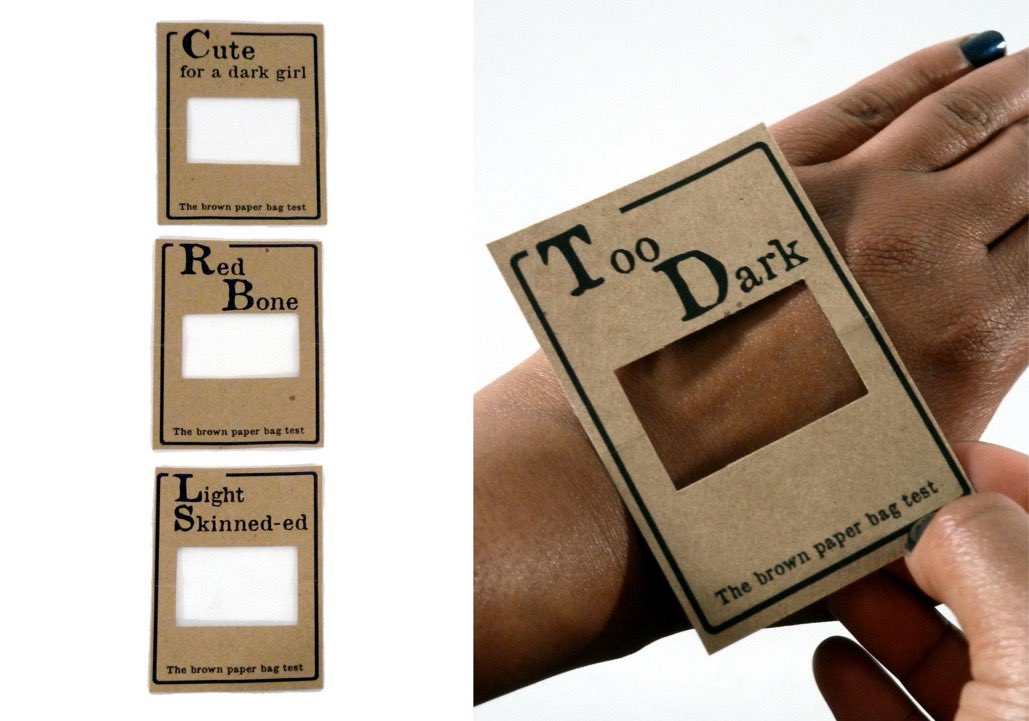 Cute
for a dark girl
The brown paper bag test
Red
Bone
The brown paper bag test
Light
Skinned-ed
The brown paper bag test
Too
Dark
The brown paper bag test